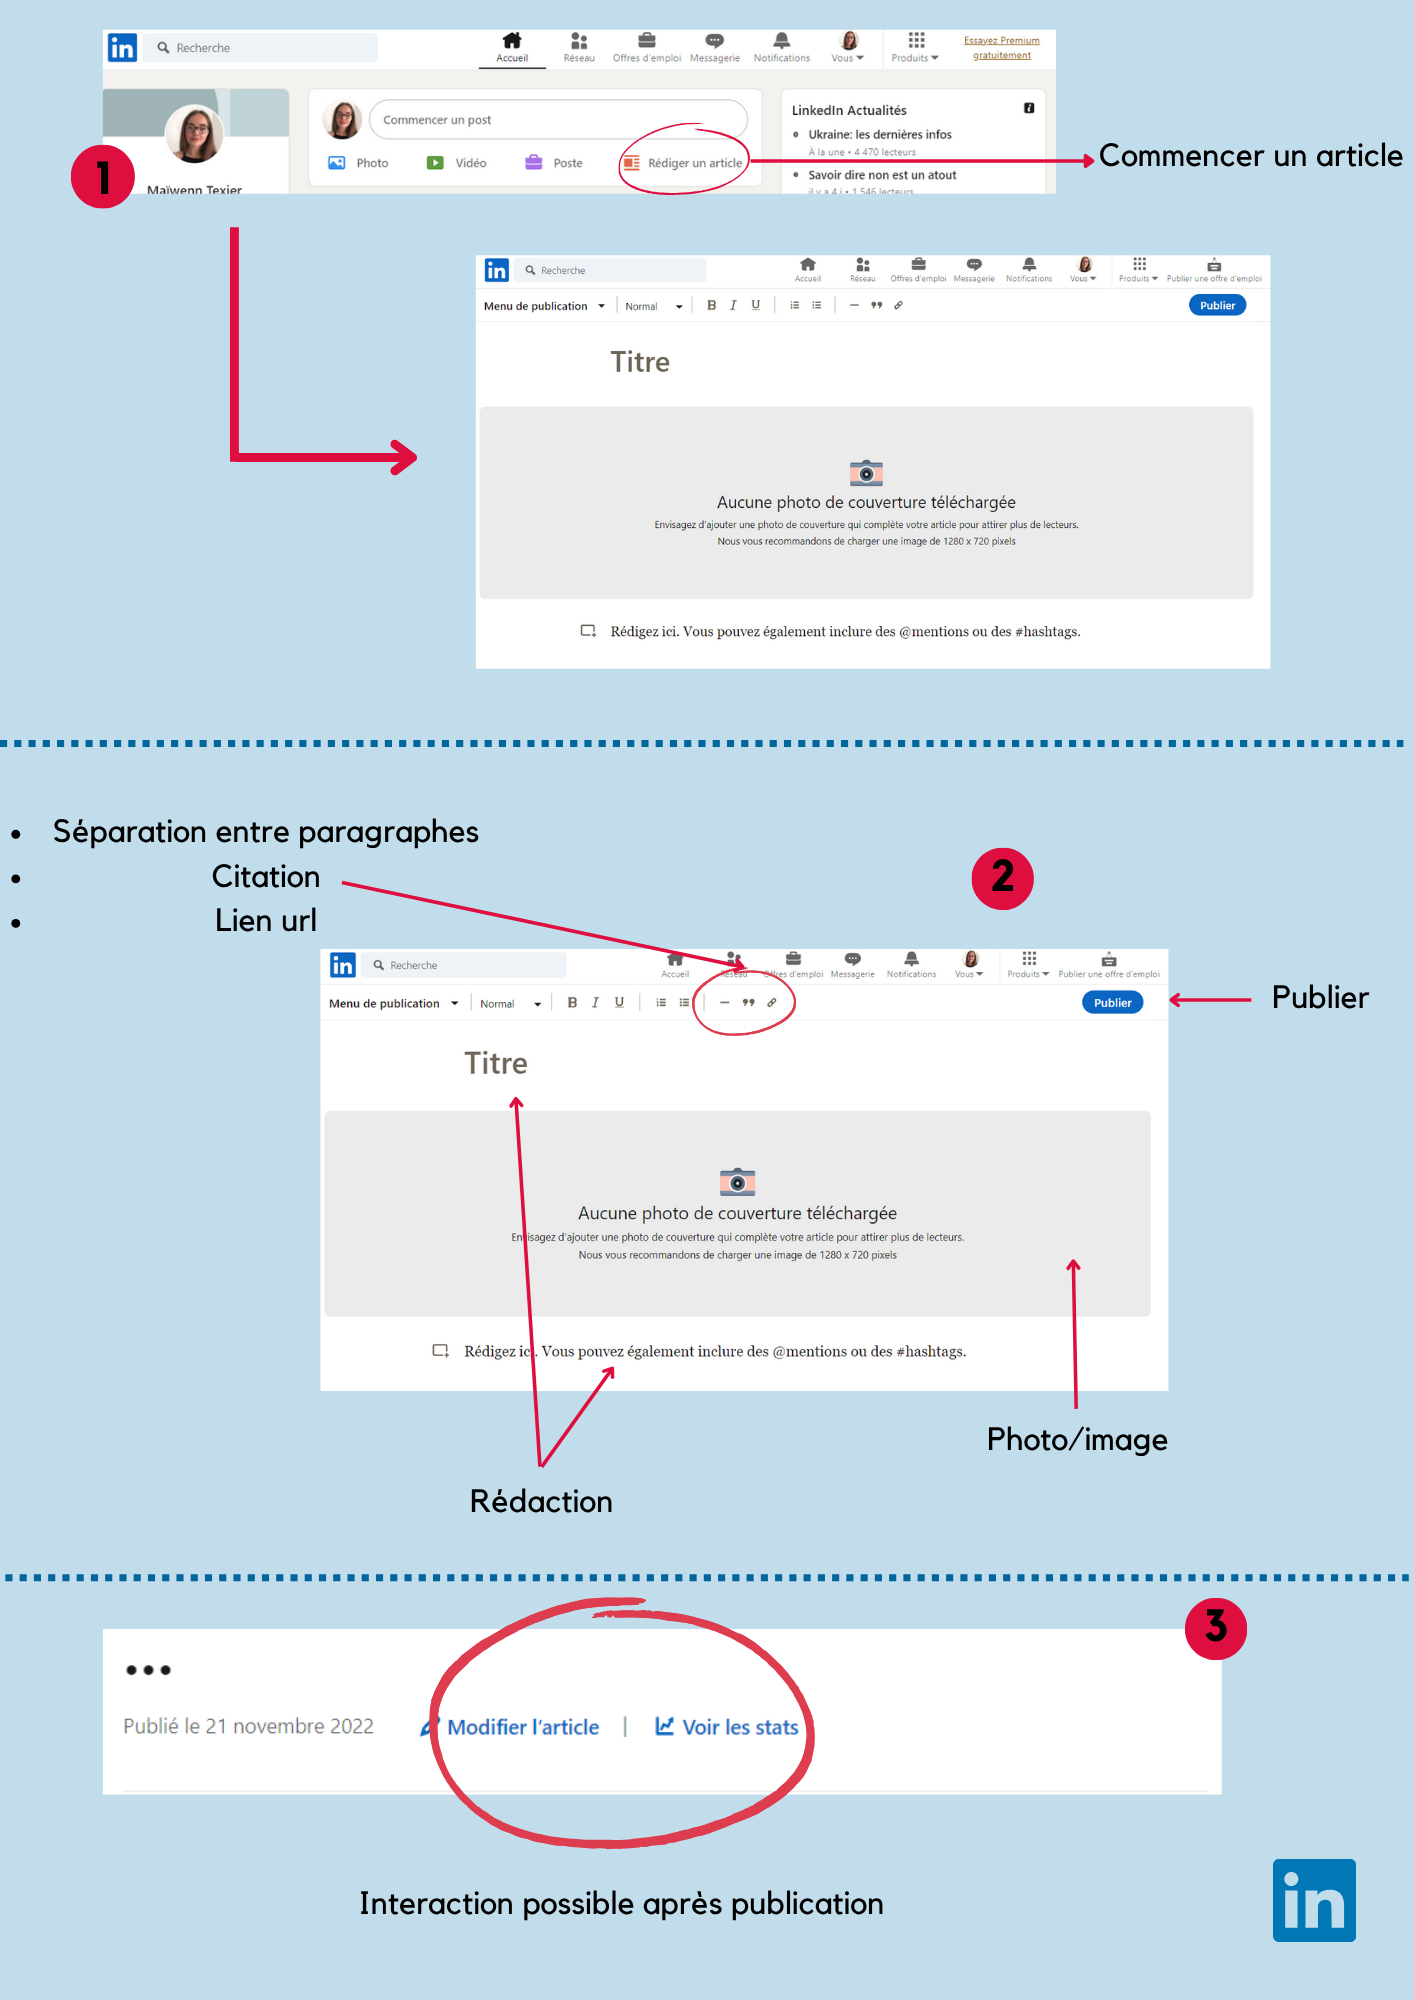 in Recherche
Accueil Réseau Offres d'emploi Messagerie Notifications Vous Produits Essayez Premium gratuitement
Commencer un post
Photo Vidéo Poste Rédiger un article
Maïwenn Texier
LinkedIn Actualités
Ukraine: les dernières infos
À la une • 4 470 lecteurs
Savoir dire non est un atout
il y a 4 j • 1 546 lecteurs
1
Commencer un article
in Recherche
Accueil Réseau Offres d'emploi Messagerie Notifications Vous Produits Publier une offre d'emploi
Menu de publication Normal B I U Publier
Titre
Aucune photo de couverture téléchargée
Envisagez d'ajouter une photo de couverture qui complète votre article pour attirer plus de lecteurs.
Nous vous recommandons de charger une image de 1280 x 720 pixels
Rédigez ici. Vous pouvez également inclure des @mentions ou des #hashtags.
• Séparation entre paragraphes
• Citation
• Lien url
2
in Recherche
Accueil Réseau Offres d'emploi Messagerie Notifications Vous Produits Publier une offre d'emploi
Menu de publication Normal B I U Publier
Publier
Titre
Aucune photo de couverture téléchargée
Envisagez d'ajouter une photo de couverture qui complète votre article pour attirer plus de lecteurs.
Nous vous recommandons de charger une image de 1280 x 720 pixels
Rédigez ici. Vous pouvez également inclure des @mentions ou des #hashtags.
Photo/image
Rédaction
3
•••
Publié le 21 novembre 2022 Modifier l'article | Voir les stats
Interaction possible après publication
in